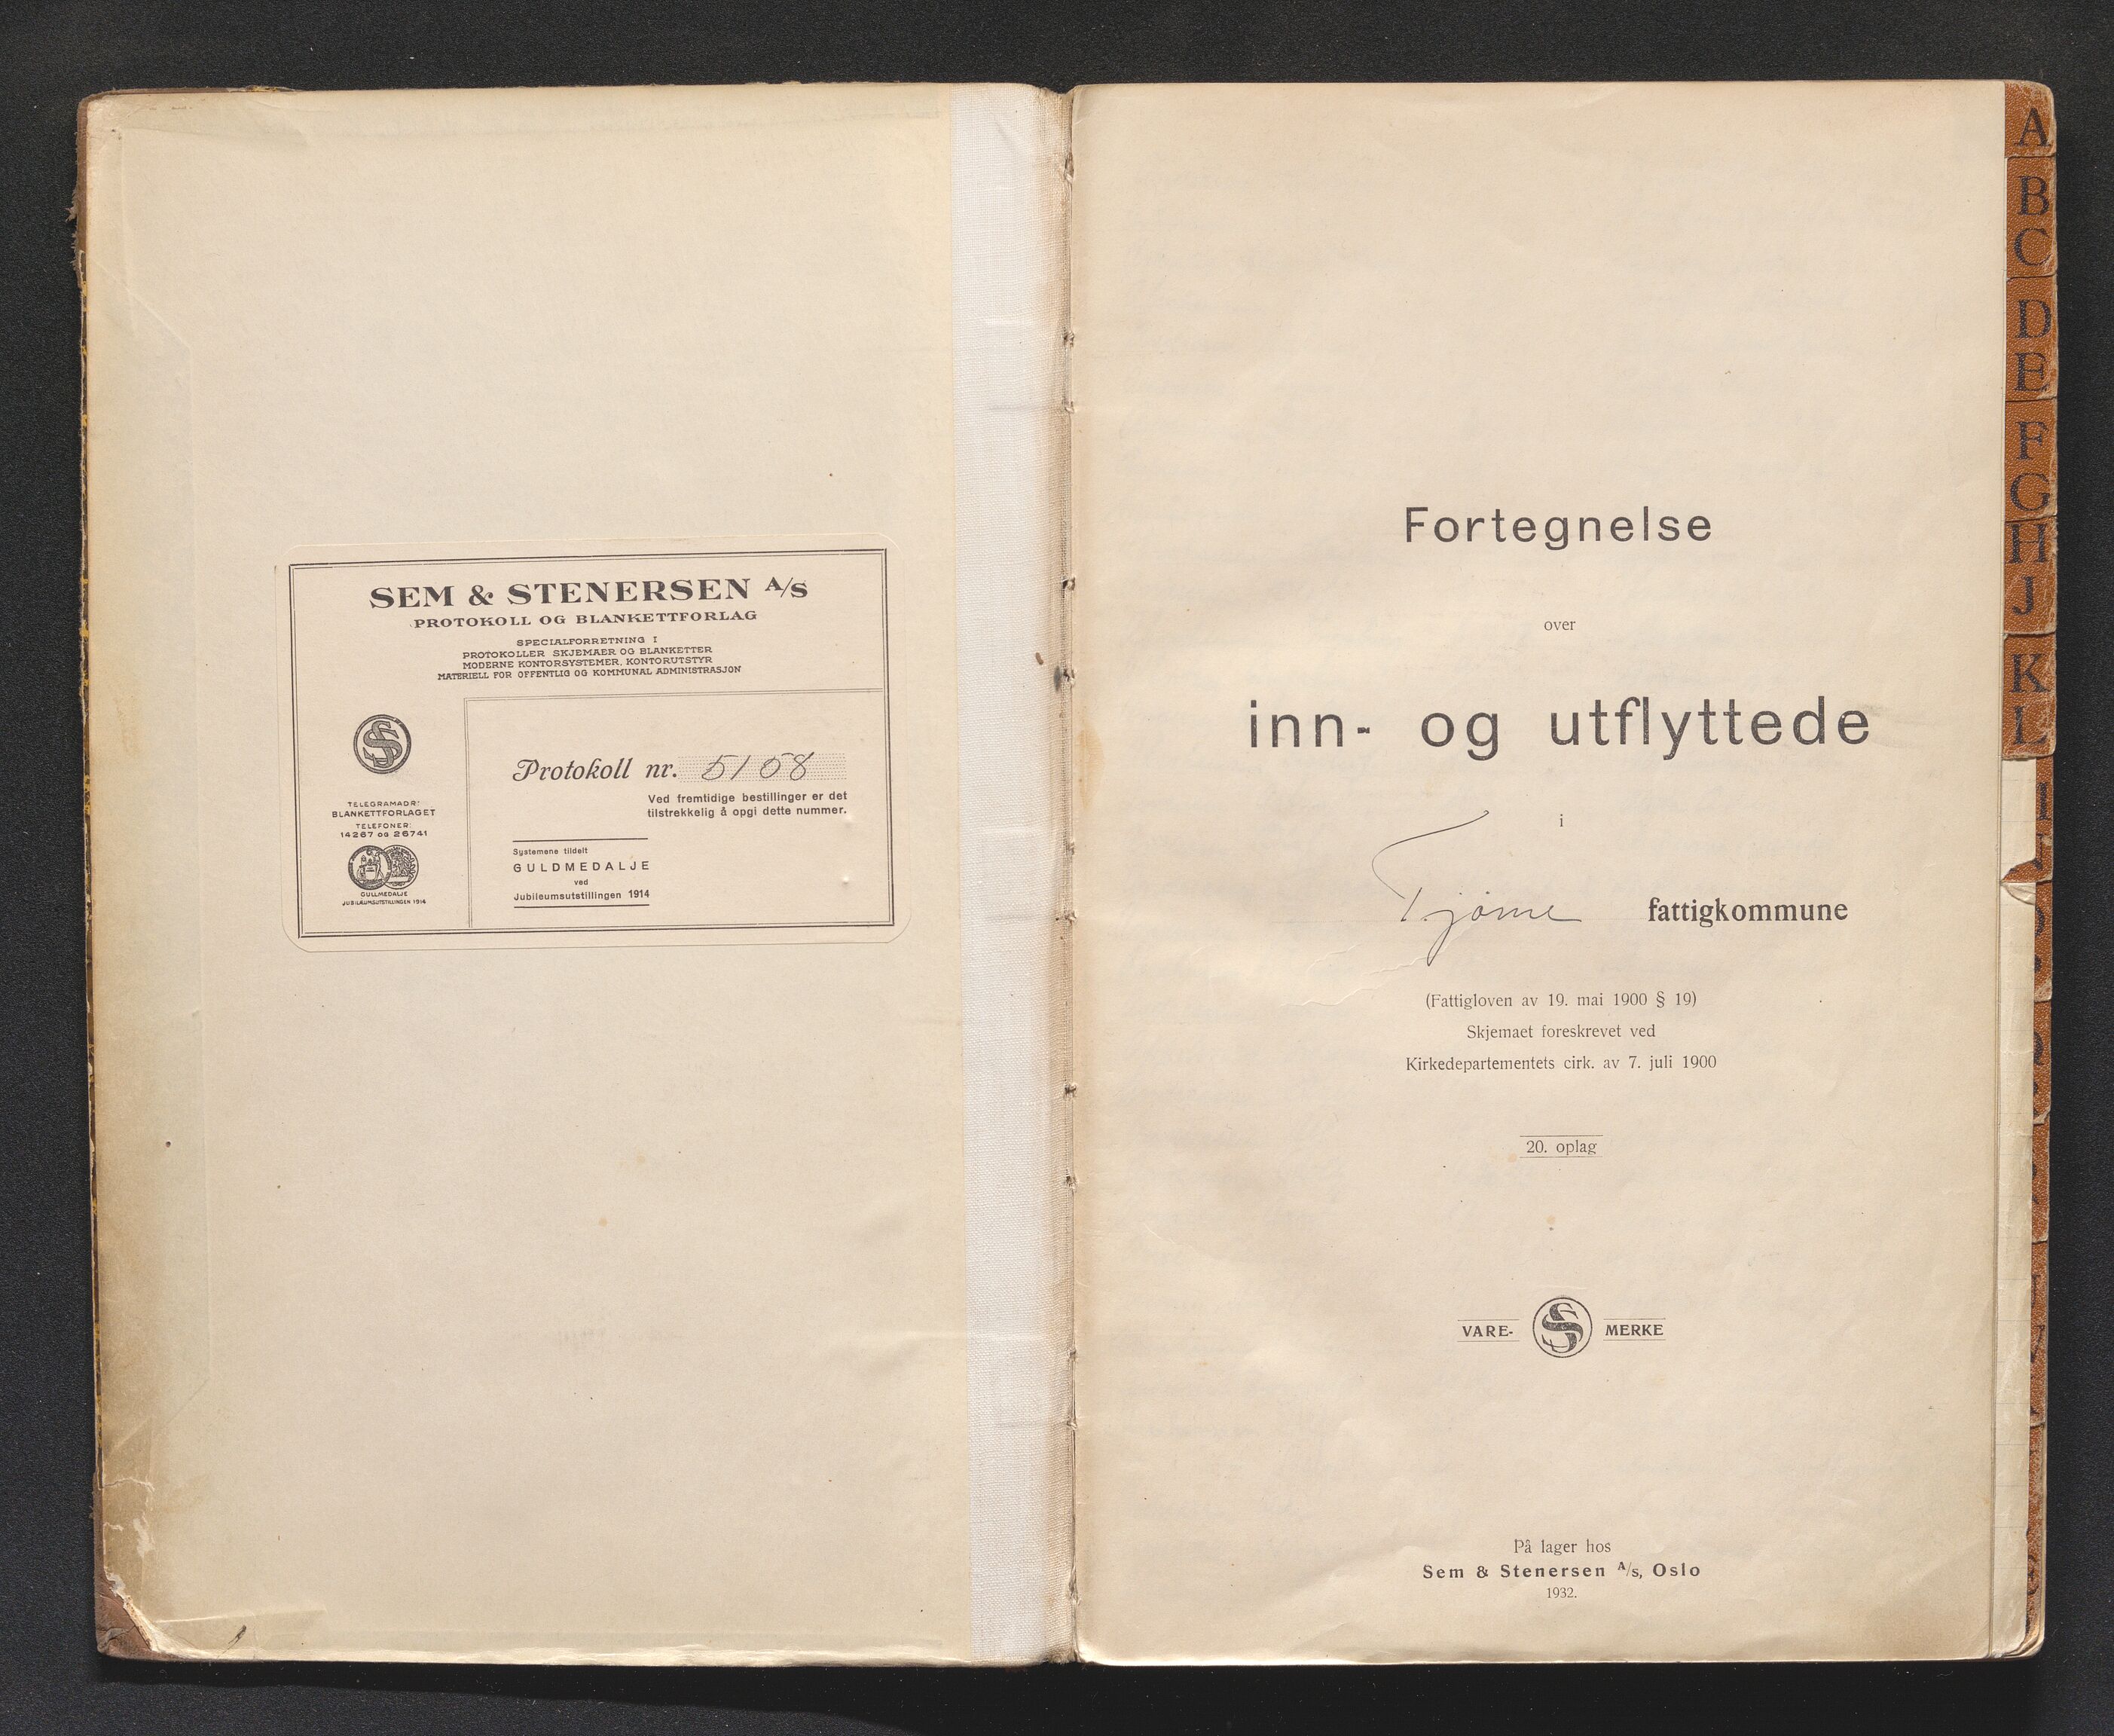 SEM & STENERSEN A/S
PROTOKOLL OG BLANKETTFORLAG
SPECIALFORRETNING I
PROTOKOLLER SKJEMAER OG BLANKETTER
MODERNE KONTORSYSTEMER, KONTORUTSTYR
MATERIELL FOR OFFENTLIG OG KOMMUNAL ADMINISTRASJON
TELEGRAMADR:
BLANKETTFORLAGET
TELEFONER:
14267 OG 26741
GULLMEDALJE
JUBILÆUMSUTSTILLINGEN 1914
Protokoll nr. 5108
Ved fremtidige bestillinger er det
tilstrekkelig å opgi dette nummer.
Systemene tildelt
GULDMEDALJE
ved
Jubileumsutstillingen 1914
Fortegnelse
over
inn- og utflyttede
i
Tjøme fattigkommune
(Fattigloven av 19. mai 1900 § 19)
Skjemaet foreskrevet ved
Kirkedepartementets cirk. av 7. juli 1900
20. oplag
VARE- MERKE
På lager hos
Sem & Stenersen A/s, Oslo
1932.
A
B
C
D
E
F
G
H
J
K
L